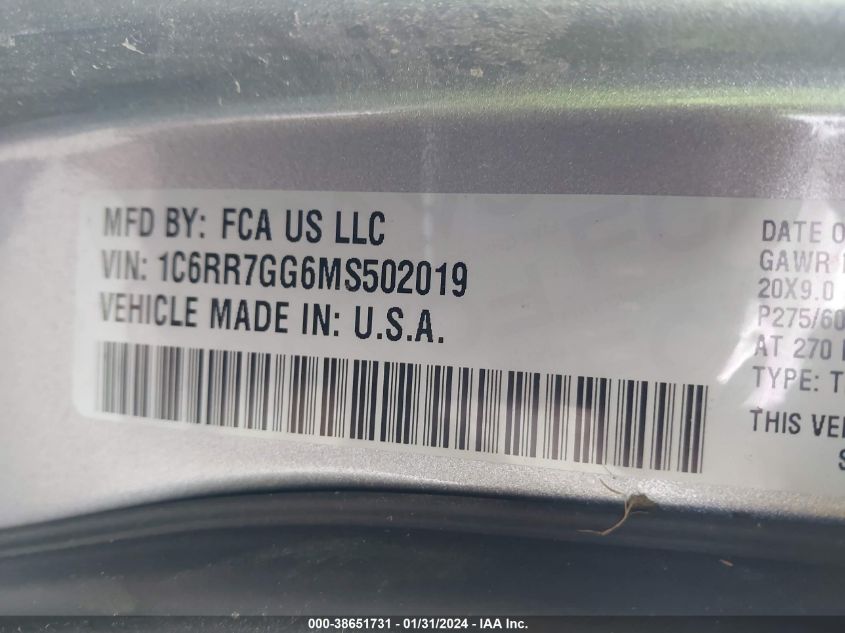 MFD BY: FCA US LLC
VIN: 1C6RR7GG6MS502019
VEHICLE MADE IN: U.S.A.
DATE O
GAWR
20X9.0
P275/60
AT 270
TYPE: T
THIS VE
S
000-38651731 - 01/31/2024 - IAA Inc.